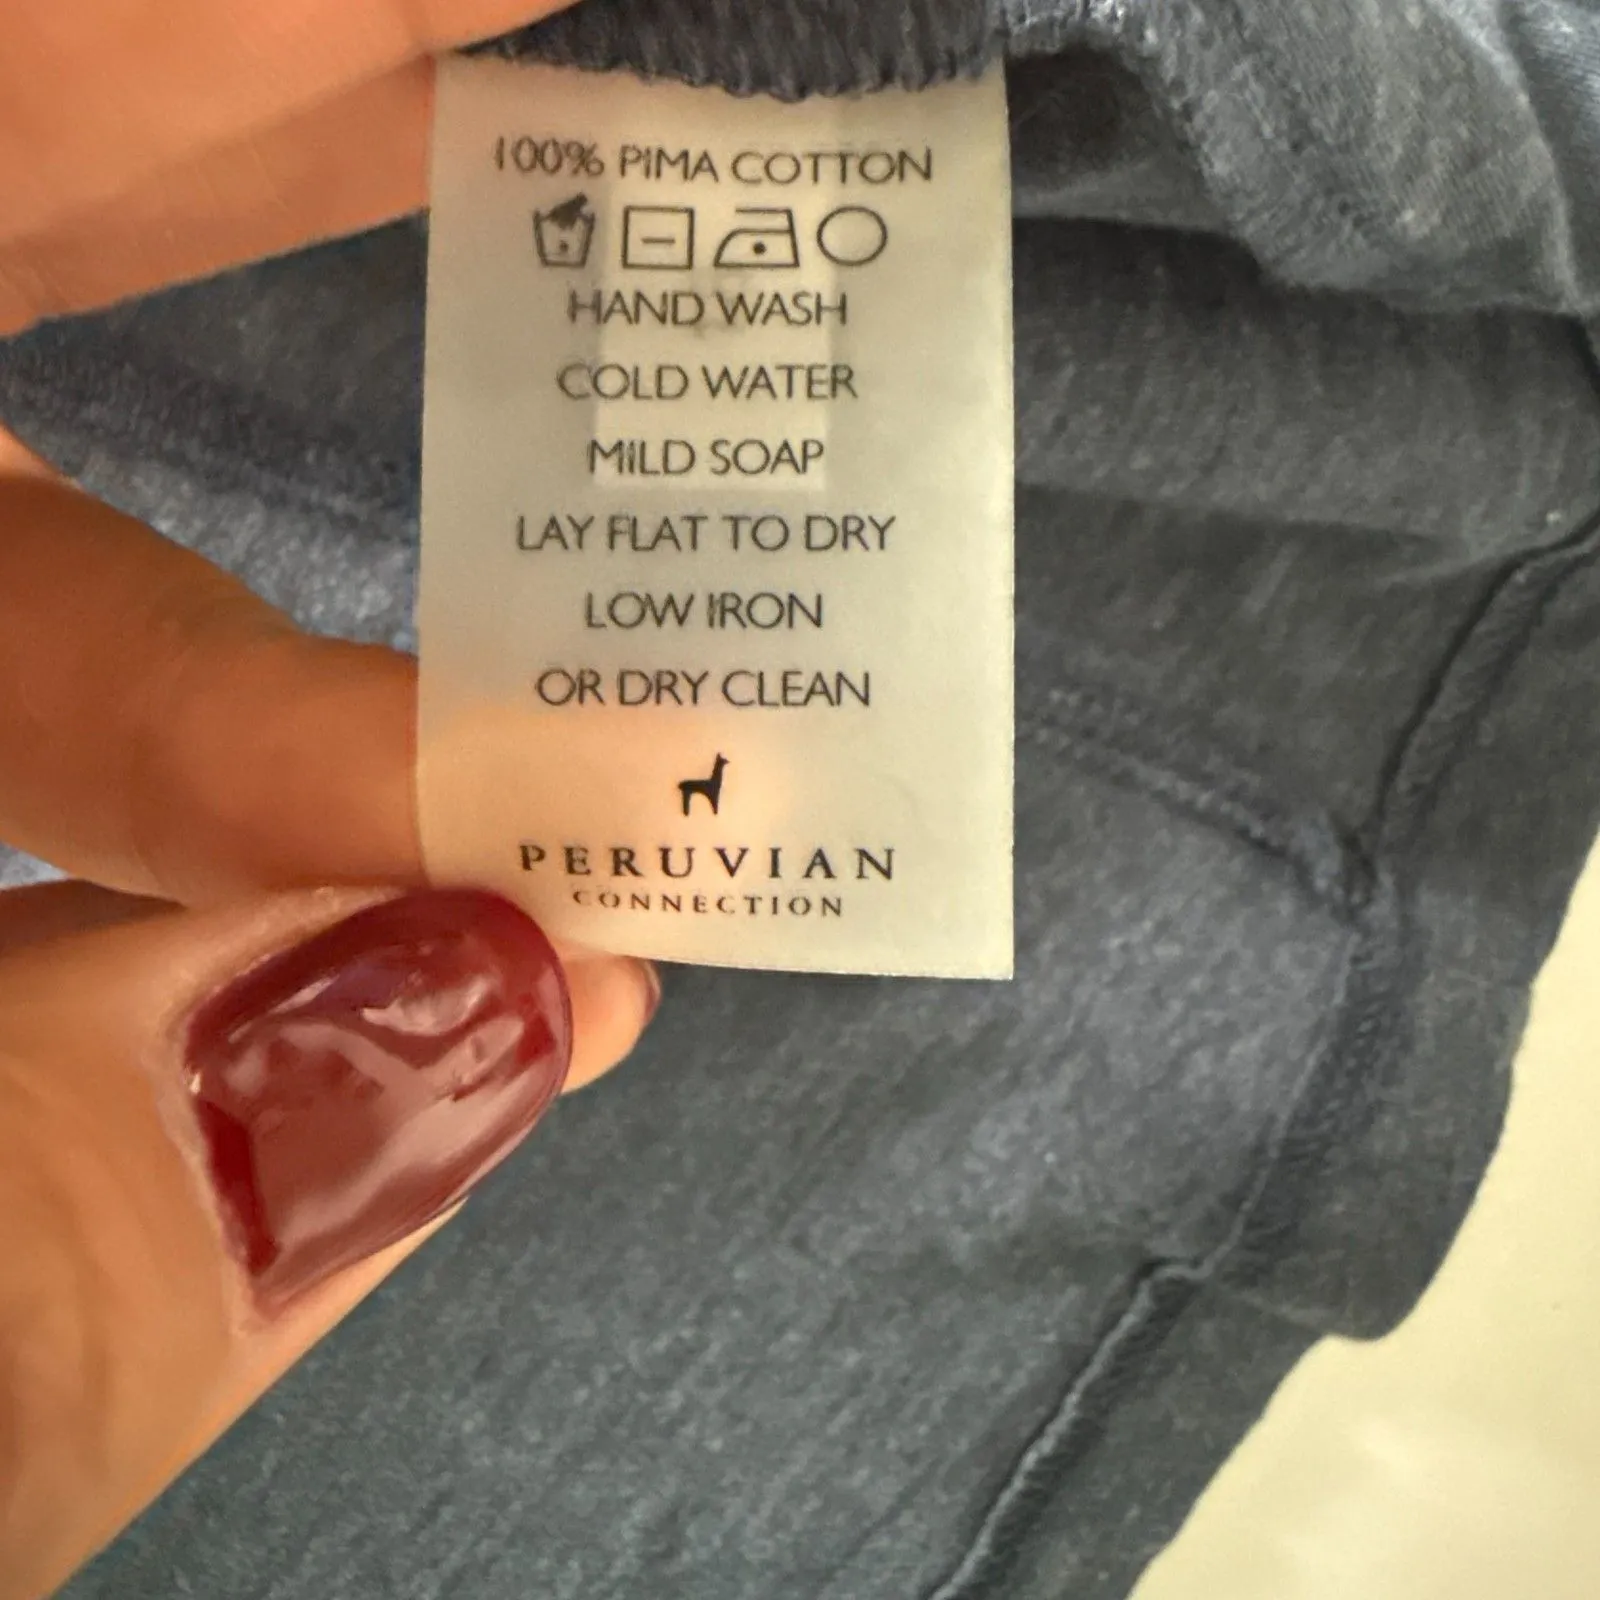 100% PIMA COTTON
HAND WASH
COLD WATER
MILD SOAP
LAY FLAT TO DRY
LOW IRON
OR DRY CLEAN
PERUVIAN
CONNECTION